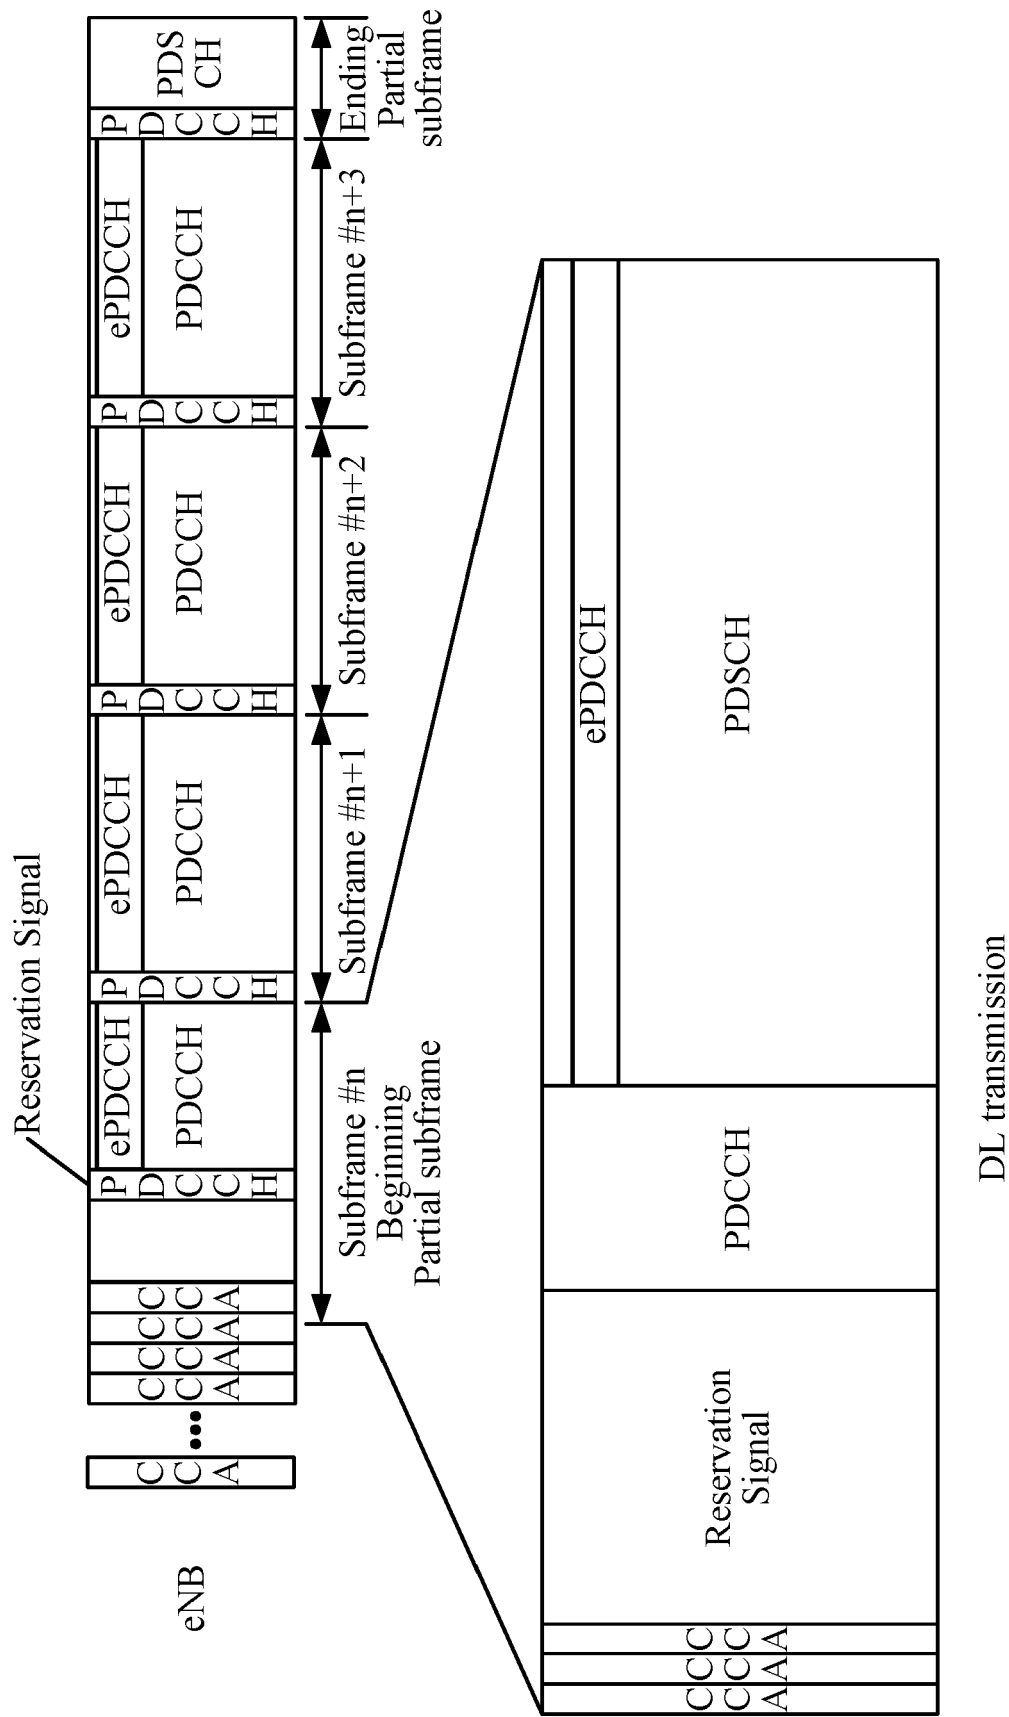 Reservation Signal
eNB
CCA
CCA
CCA
CCA
CCA
PDCCH
ePDCCH
PDCCH
PDCCH
ePDCCH
PDCCH
PDCCH
ePDCCH
PDCCH
PDCCH
ePDCCH
PDCCH
PDCCH
PDS
CH
Subframe #n
Beginning
Partial subframe
Subframe #n+1
Subframe #n+2
Subframe #n+3
Ending
Partial
subframe
CCA
CCA
CCA
Reservation
Signal
PDCCH
ePDCCH
PDSCH
DL transmission